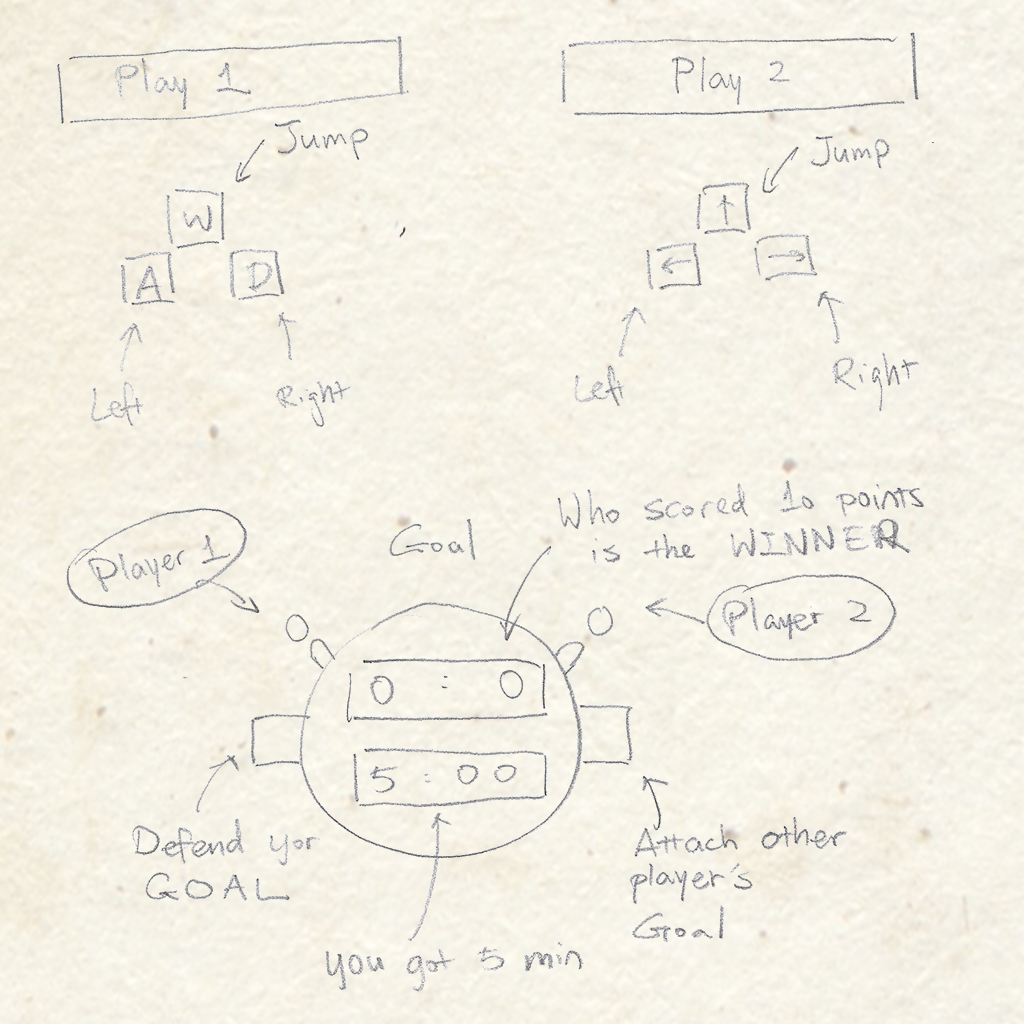 Play 1
Play 2
Jump
Jump
W
↑
A
D
←
→
Left
Right
Left
Right
Who scored 10 points
is the WINNER
Goal
Player 1
Player 2
0 : 0
5 : 00
Defend yor
GOAL
Attach other
player's
Goal
you got 5 min